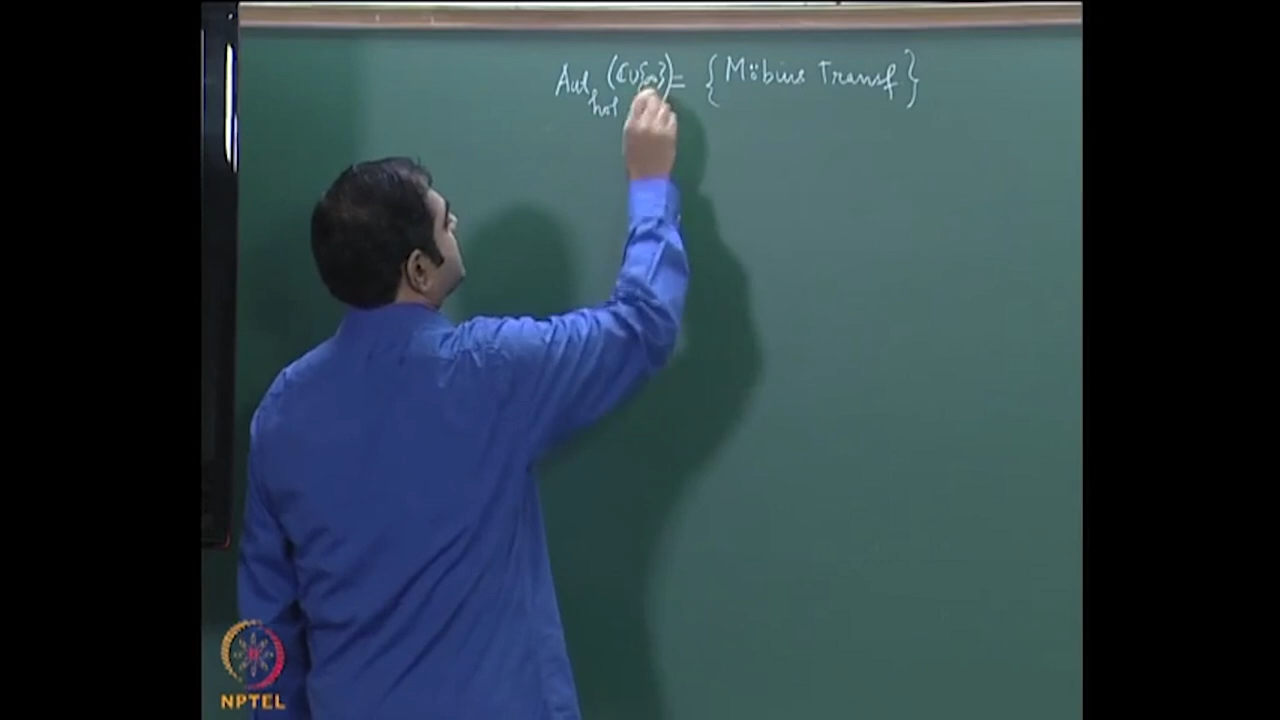 Aut_hol (ℂ∪{∞}) = {Möbius Transf}
NPTEL